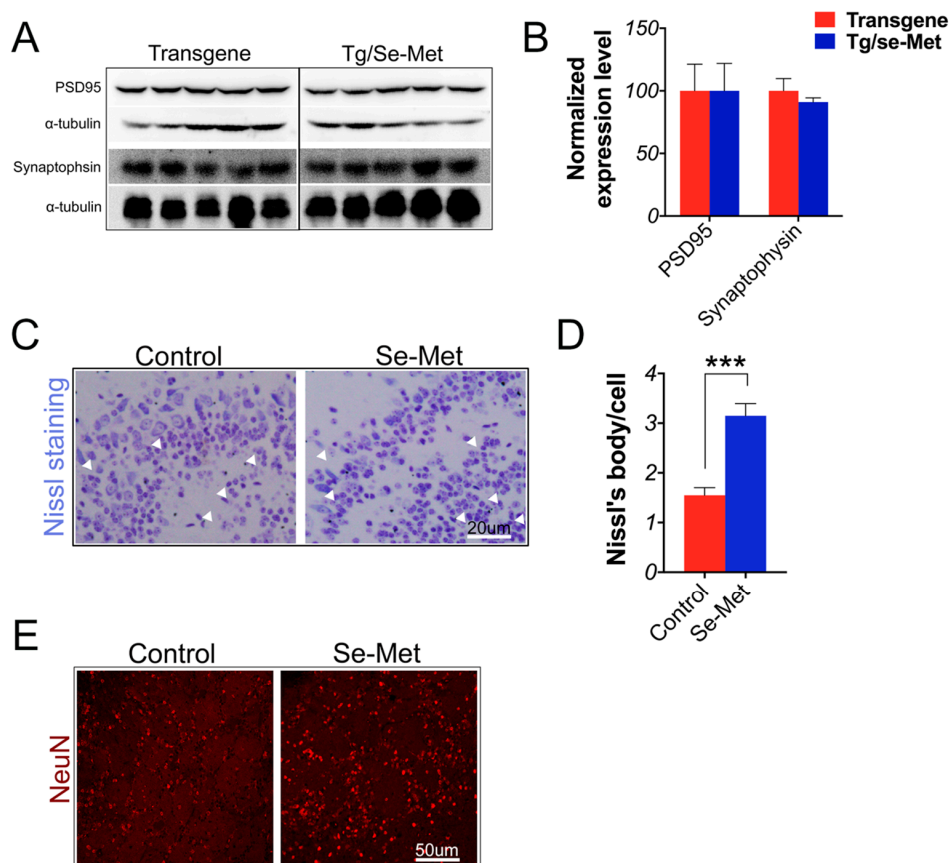 A
Transgene
Tg/Se-Met
PSD95
α-tubulin
Synaptophsin
α-tubulin
B
Transgene
Tg/se-Met
Normalized
expression level
150
100
50
0
PSD95
Synaptophysin
C
Control
Se-Met
Nissl staining
20um
D
***
Nissl's body/cell
4
3
2
1
0
Control
Se-Met
E
Control
Se-Met
NeuN
50um